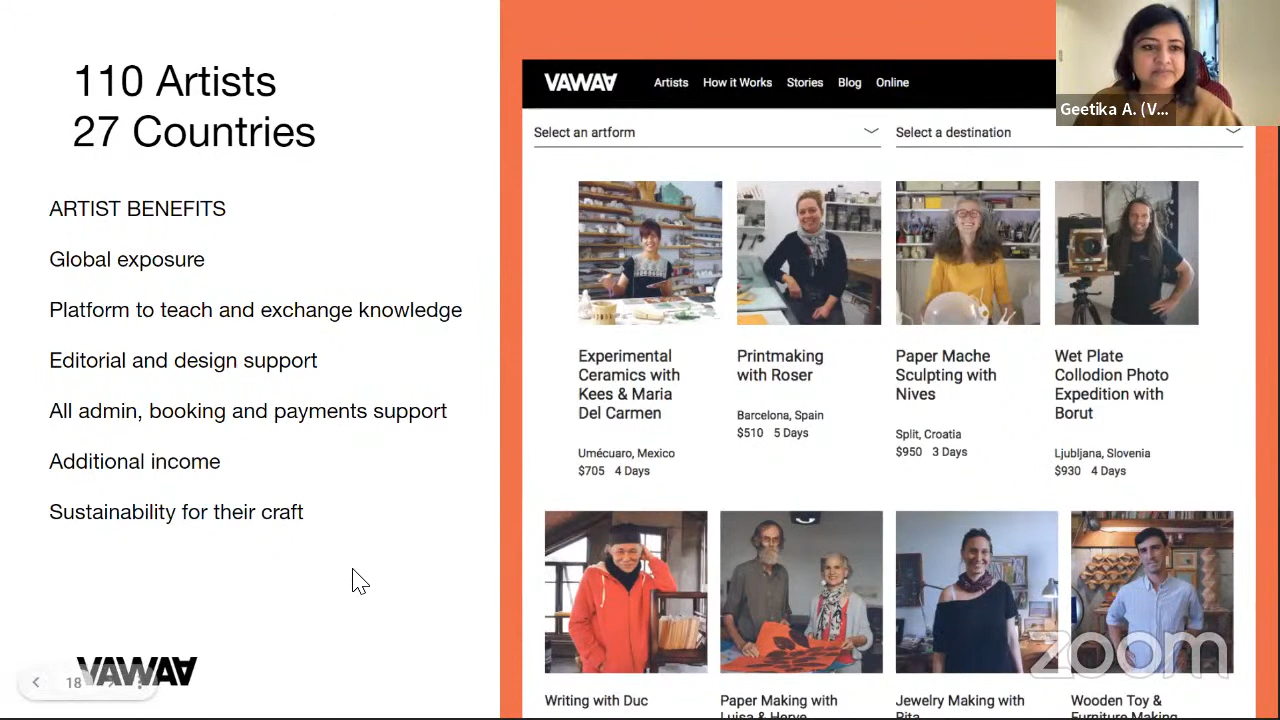 110 Artists
27 Countries
ARTIST BENEFITS
Global exposure
Platform to teach and exchange knowledge
Editorial and design support
All admin, booking and payments support
Additional income
Sustainability for their craft
VAWAA
18
VAWAA
Artists How it Works Stories Blog Online
Select an artform
Select a destination
Experimental
Ceramics with
Kees & Maria
Del Carmen
Umécuaro, Mexico
$705 4 Days
Printmaking
with Roser
Barcelona, Spain
$510 5 Days
Paper Mache
Sculpting with
Nives
Split, Croatia
$950 3 Days
Wet Plate
Collodion Photo
Expedition with
Borut
Ljubljana, Slovenia
$930 4 Days
Writing with Duc
Paper Making with
Luisa & Herve
Jewelry Making with
Rita
Wooden Toy &
Furniture Making
Geetika A. (V...
zoom